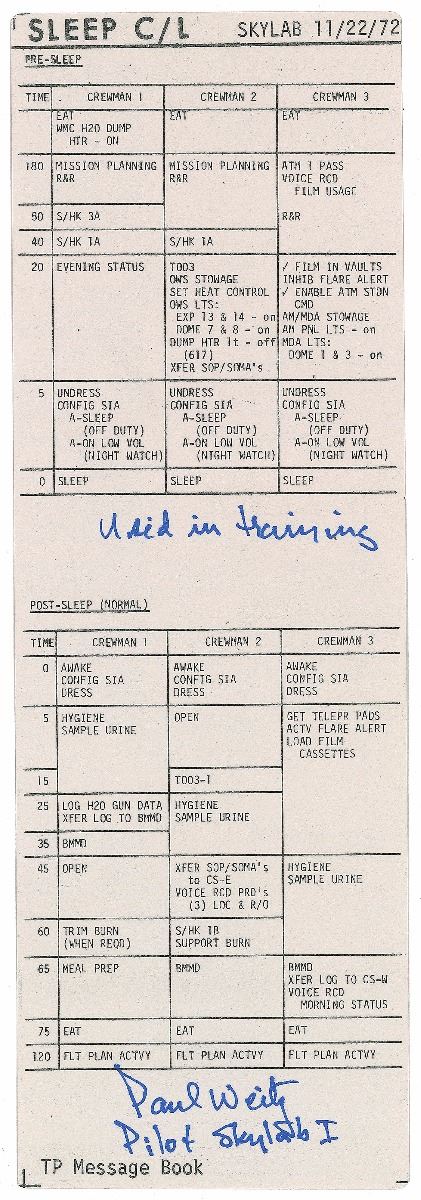 SLEEP C/L SKYLAB 11/22/72
PRE-SLEEP
TIME . CREWMAN 1 CREWMAN 2 CREWMAN 3
EAT EAT EAT
WMC H2O DUMP
HTR - ON
180 MISSION PLANNING MISSION PLANNING ATM 1 PASS
R&R R&R VOICE RCD
FILM USAGE
S/HK 3A R&R
40 S/HK 1A S/HK 1A
20 EVENING STATUS T003 √ FILM IN VAULTS
OWS STOWAGE INHIB FLARE ALERT
SET HEAT CONTROL √ ENABLE ATM STDN
OWS LTS: CMD
EXP 13 & 14 - on AM/MDA STOWAGE
DOME 7 & 8 - on AM PNL LTS - on
DUMP HTR lt - off MDA LTS:
(617) DOME 1 & 3 - on
XFER SOP/SOMA's
5 UNDRESS UNDRESS UNDRESS
CONFIG SIA CONFIG SIA CONFIG SIA
A-SLEEP A-SLEEP A-SLEEP
(OFF DUTY) (OFF DUTY) (OFF DUTY)
A-ON LOW VOL A-ON LOW VOL A-ON LOW VOL
(NIGHT WATCH) (NIGHT WATCH) (NIGHT WATCH)
0 SLEEP SLEEP SLEEP
Used in training
POST-SLEEP (NORMAL)
TIME CREWMAN 1 CREWMAN 2 CREWMAN 3
0 AWAKE AWAKE AWAKE
CONFIG SIA CONFIG SIA CONFIG SIA
DRESS DRESS DRESS
5 HYGIENE OPEN GET TELEPR PADS
SAMPLE URINE ACTV FLARE ALERT
LOAD FILM
CASSETTES
15 T003-1
25 LOG H2O GUN DATA HYGIENE
XFER LOG TO BMMD SAMPLE URINE
35 BMMD
45 OPEN XFER SOP/SOMA's HYGIENE
to CS-E SAMPLE URINE
VOICE RCD PRD's
(3) LDC & R/O
60 TRIM BURN S/HK 1B
(WHEN REQD) SUPPORT BURN
65 MEAL PREP BMMD BMMD
XFER LOG TO CS-W
VOICE RCD
MORNING STATUS
75 EAT EAT EAT
120 FLT PLAN ACTVY FLT PLAN ACTVY FLT PLAN ACTVY
Paul Weitz
Pilot Skylab I
TP Message Book